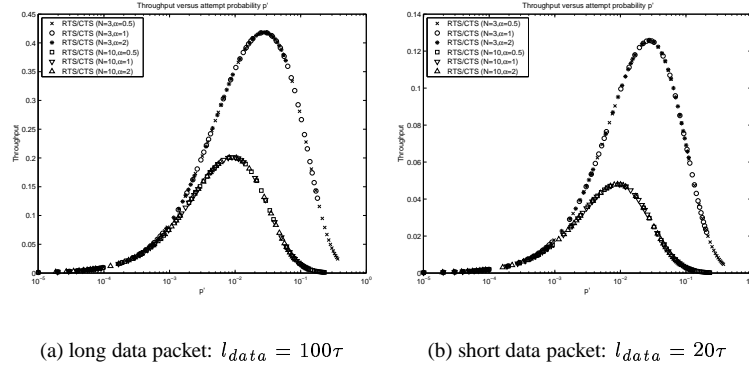 Throughput versus attempt probability p'
RTS/CTS (N=3,α=0.5)
RTS/CTS (N=3,α=1)
RTS/CTS (N=3,α=2)
RTS/CTS (N=10,α=0.5)
RTS/CTS (N=10,α=1)
RTS/CTS (N=10,α=2)
0.45
0.4
0.35
0.3
0.25
0.2
0.15
0.1
0.05
0
Throughput
10^-5 10^-4 10^-3 10^-2 10^-1 10^0
p'
Throughput versus attempt probability p'
RTS/CTS (N=3,α=0.5)
RTS/CTS (N=3,α=1)
RTS/CTS (N=3,α=2)
RTS/CTS (N=10,α=0.5)
RTS/CTS (N=10,α=1)
RTS/CTS (N=10,α=2)
0.14
0.12
0.1
0.08
0.06
0.04
0.02
0
Throughput
10^-5 10^-4 10^-3 10^-2 10^-1 10^0
p'
(a) long data packet: l_data = 100τ
(b) short data packet: l_data = 20τ